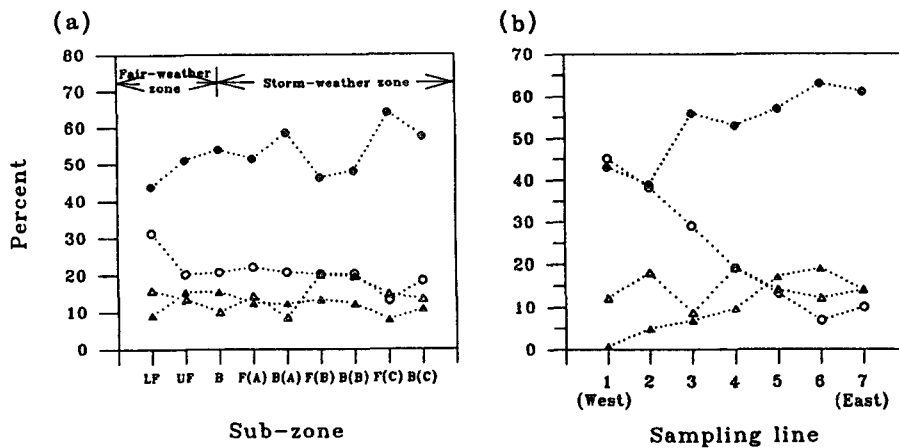 (a)
80
70
60
50
40
30
20
10
0
Percent
Fair-weather
zone
Storm-weather zone
LF UF B F(A) B(A) F(B) B(B) F(C) B(C)
Sub-zone
(b)
70
60
50
40
30
20
10
0
1 2 3 4 5 6 7
(West) (East)
Sampling line